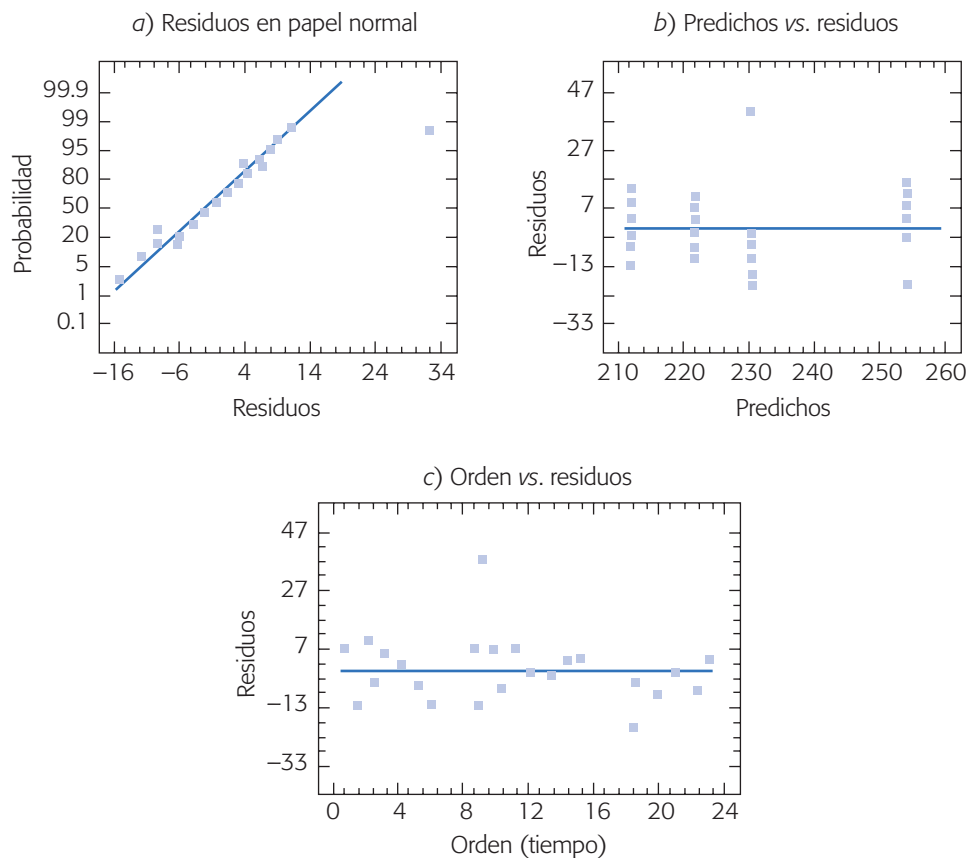 a) Residuos en papel normal
99.9
99
95
80
50
20
5
1
0.1
Probabilidad
−16 −6 4 14 24 34
Residuos
b) Predichos vs. residuos
47
27
7
−13
−33
Residuos
210 220 230 240 250 260
Predichos
c) Orden vs. residuos
47
27
7
−13
−33
Residuos
0 4 8 12 16 20 24
Orden (tiempo)